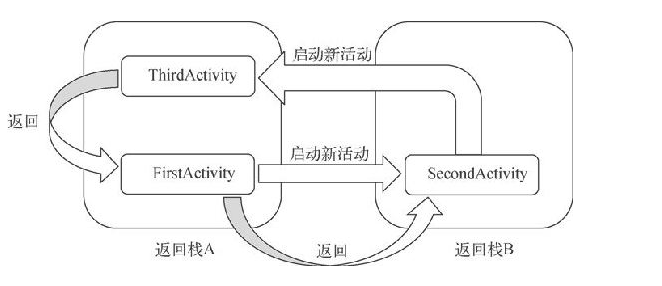 启动新活动
ThirdActivity
返回
启动新活动
FirstActivity
SecondActivity
返回栈A
返回
返回栈B